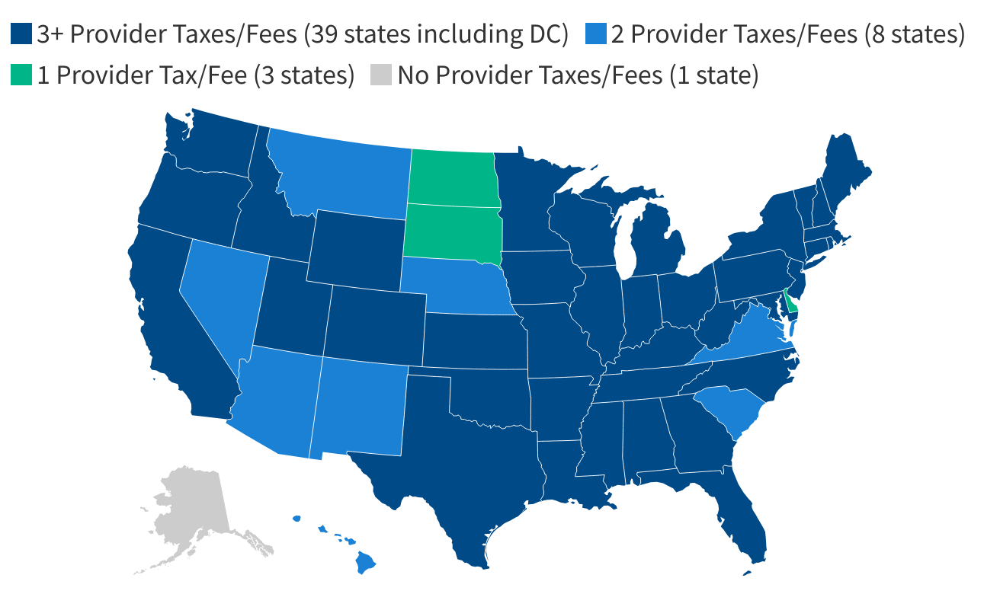 3+ Provider Taxes/Fees (39 states including DC) 2 Provider Taxes/Fees (8 states)
1 Provider Tax/Fee (3 states) No Provider Taxes/Fees (1 state)